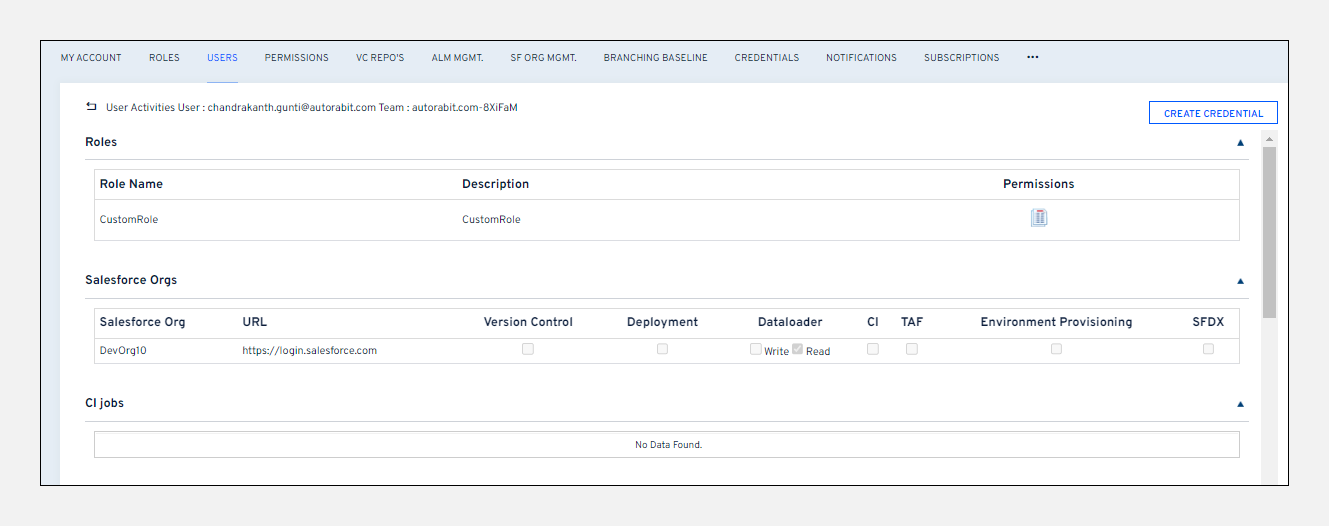 MY ACCOUNT ROLES USERS PERMISSIONS VC REPO'S ALM MGMT. SF ORG MGMT. BRANCHING BASELINE CREDENTIALS NOTIFICATIONS SUBSCRIPTIONS •••
User Activities User : chandrakanth.gunti@autorabit.com Team : autorabit.com-8XiFaM
CREATE CREDENTIAL
Roles
Role Name Description Permissions
CustomRole CustomRole
Salesforce Orgs
Salesforce Org URL Version Control Deployment Dataloader CI TAF Environment Provisioning SFDX
DevOrg10 https://login.salesforce.com Write Read
CI jobs
No Data Found.